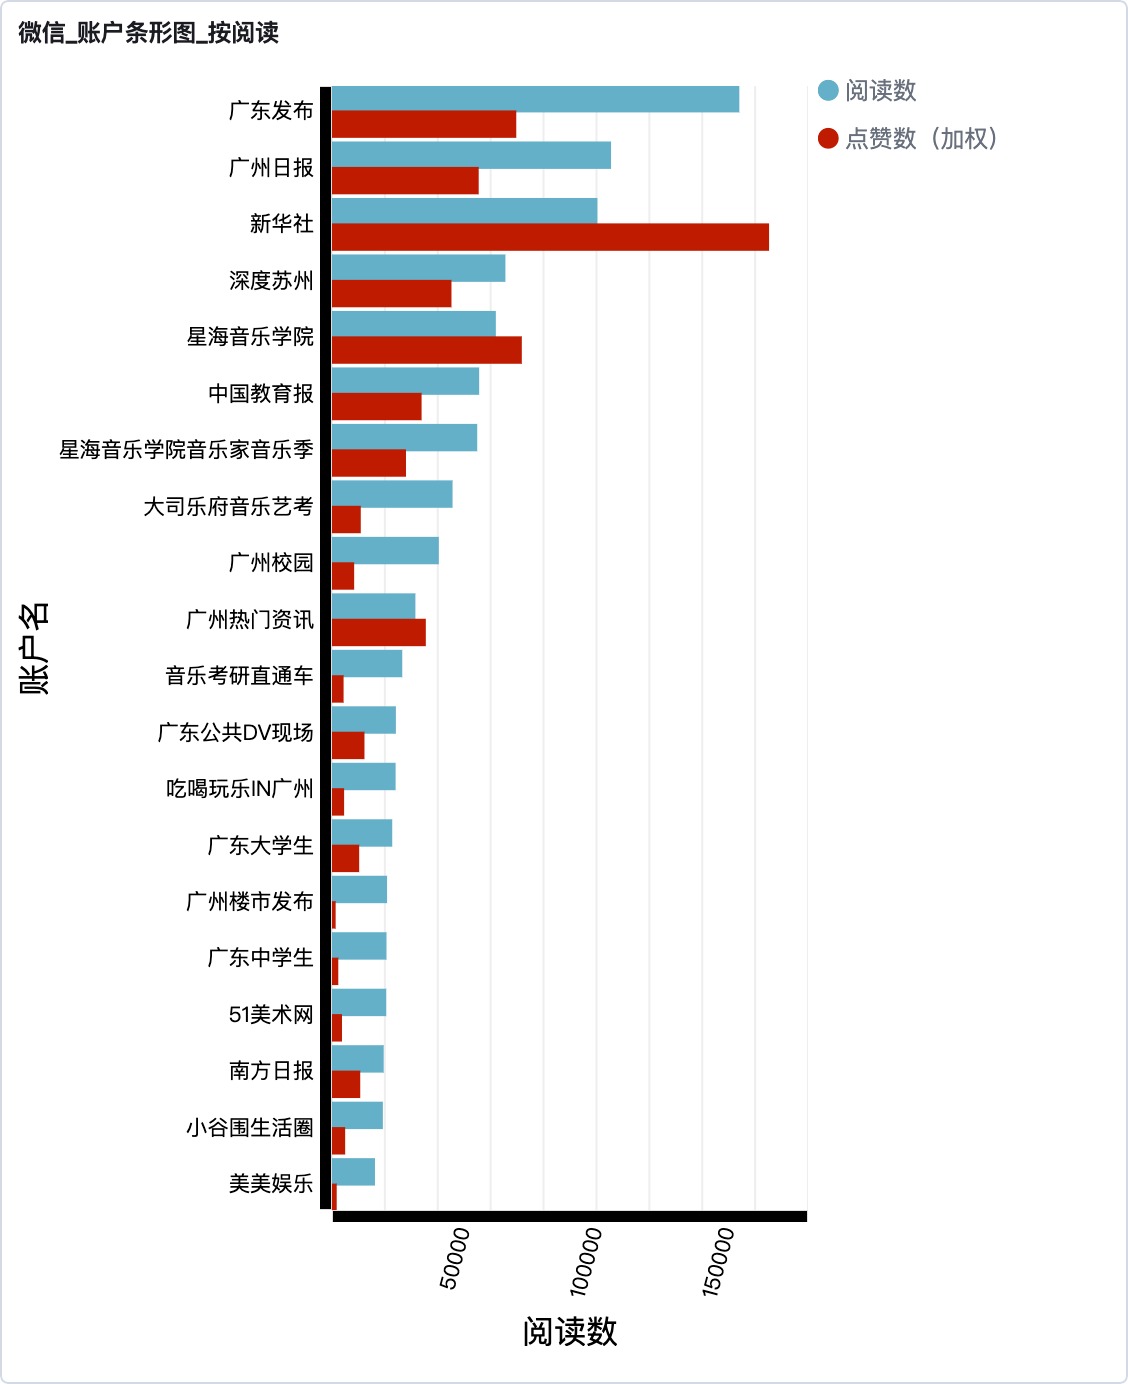 微信_账户条形图_按阅读
阅读数
点赞数（加权）
广东发布
广州日报
新华社
深度苏州
星海音乐学院
中国教育报
星海音乐学院音乐家音乐季
大司乐府音乐艺考
广州校园
广州热门资讯
音乐考研直通车
广东公共DV现场
吃喝玩乐IN广州
广东大学生
广州楼市发布
广东中学生
51美术网
南方日报
小谷围生活圈
美美娱乐
账户名
50000
100000
150000
阅读数